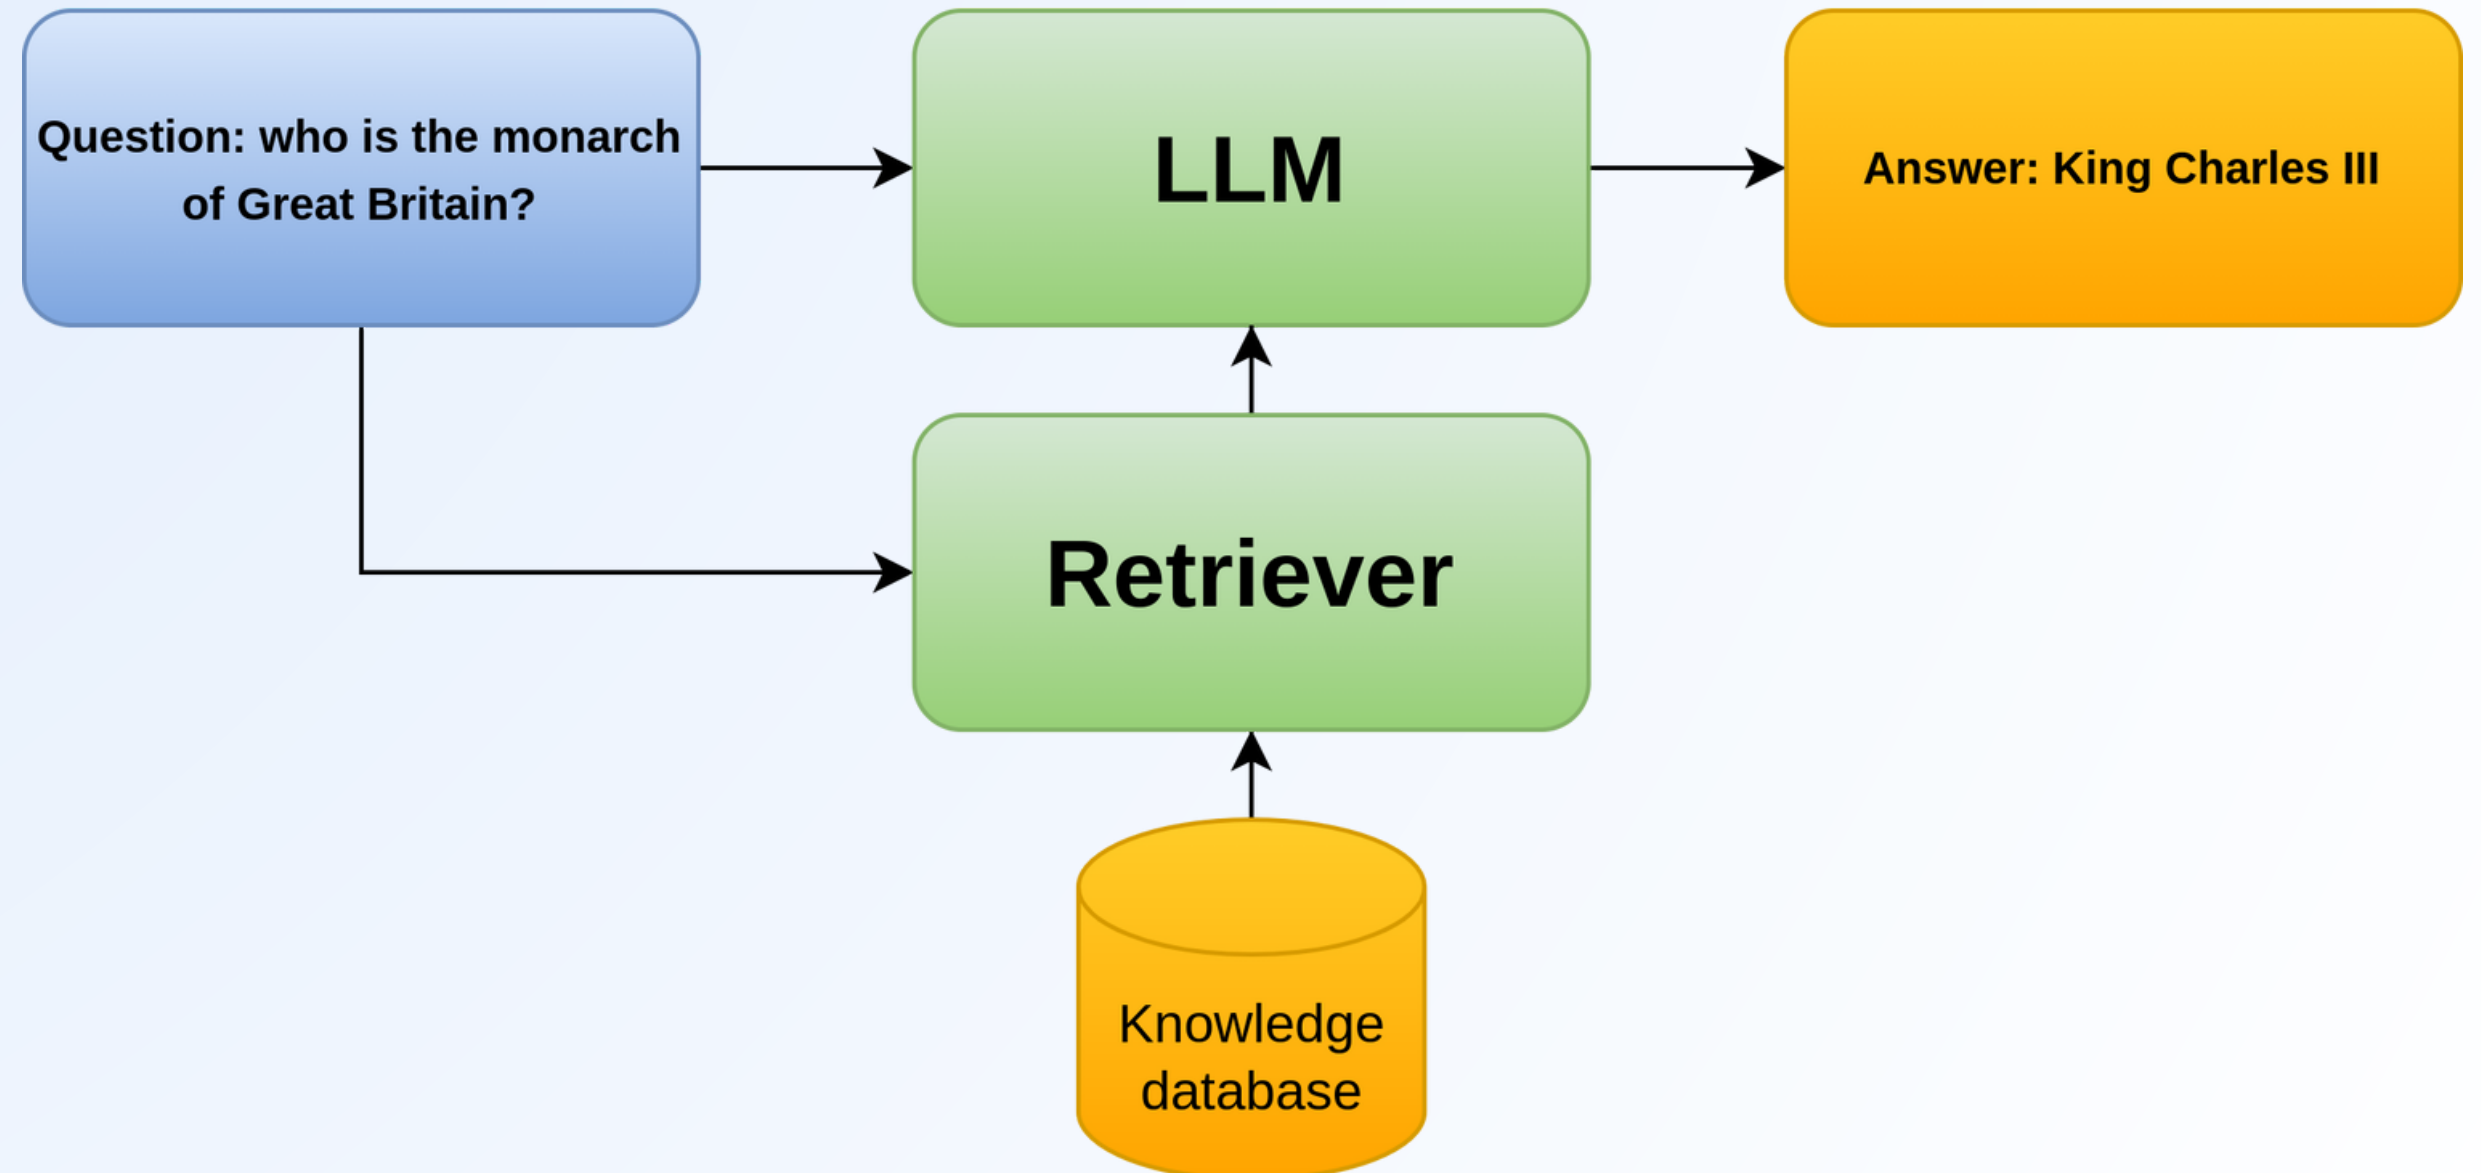 Question: who is the monarch
of Great Britain?
LLM
Answer: King Charles III
Retriever
Knowledge
database